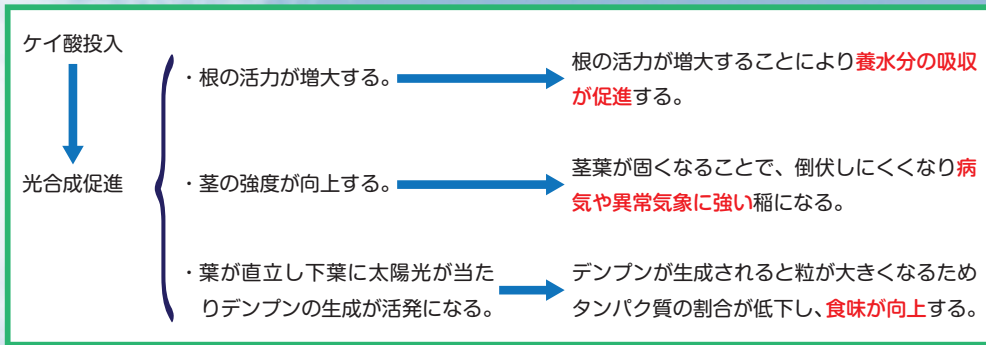 ケイ酸投入
光合成促進
・根の活力が増大する。
根の活力が増大することにより養水分の吸収
が促進する。
・茎の強度が向上する。
茎葉が固くなることで、倒伏しにくくなり病
気や異常気象に強い稲になる。
・葉が直立し下葉に太陽光が当た
りデンプンの生成が活発になる。
デンプンが生成されると粒が大きくなるため
タンパク質の割合が低下し、食味が向上する。